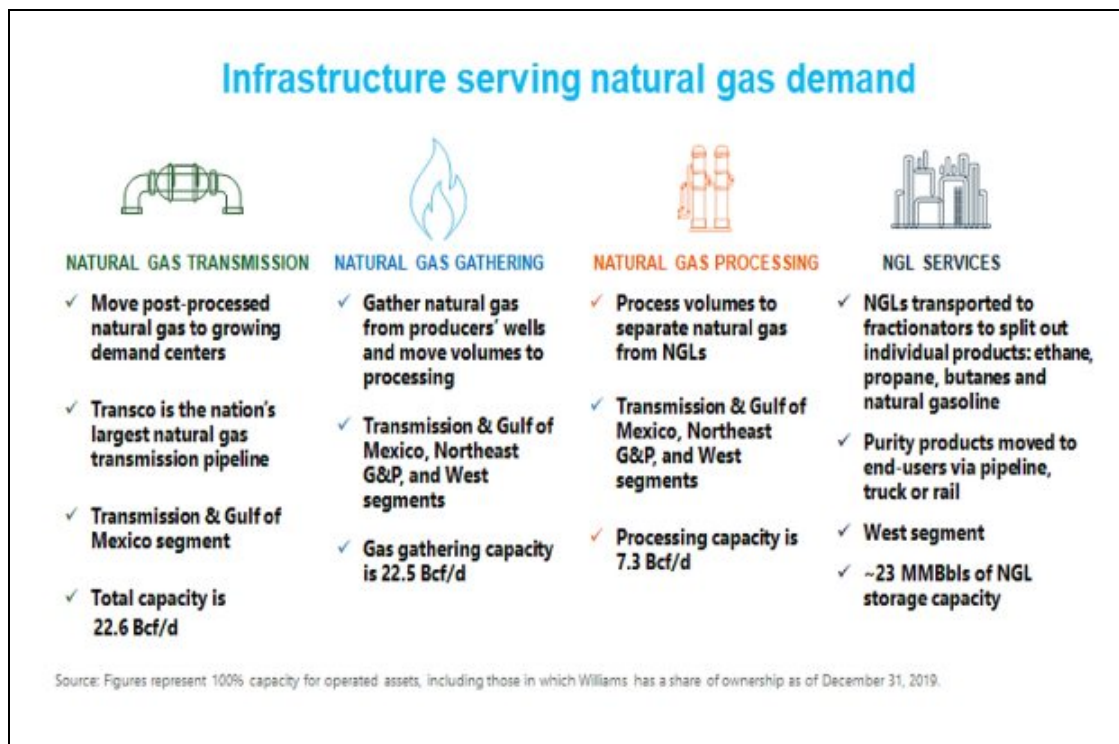 Infrastructure serving natural gas demand
NATURAL GAS TRANSMISSION
✓ Move post-processed
natural gas to growing
demand centers
✓ Transco is the nation's
largest natural gas
transmission pipeline
✓ Transmission & Gulf of
Mexico segment
✓ Total capacity is
22.6 Bcf/d
NATURAL GAS GATHERING
✓ Gather natural gas
from producers' wells
and move volumes to
processing
✓ Transmission & Gulf of
Mexico, Northeast
G&P, and West
segments
✓ Gas gathering capacity
is 22.5 Bcf/d
NATURAL GAS PROCESSING
✓ Process volumes to
separate natural gas
from NGLs
✓ Transmission & Gulf of
Mexico, Northeast
G&P, and West
segments
✓ Processing capacity is
7.3 Bcf/d
NGL SERVICES
✓ NGLs transported to
fractionators to split out
individual products: ethane,
propane, butanes and
natural gasoline
✓ Purity products moved to
end-users via pipeline,
truck or rail
✓ West segment
✓ ~23 MMBbls of NGL
storage capacity
Source: Figures represent 100% capacity for operated assets, including those in which Williams has a share of ownership as of December 31, 2019.